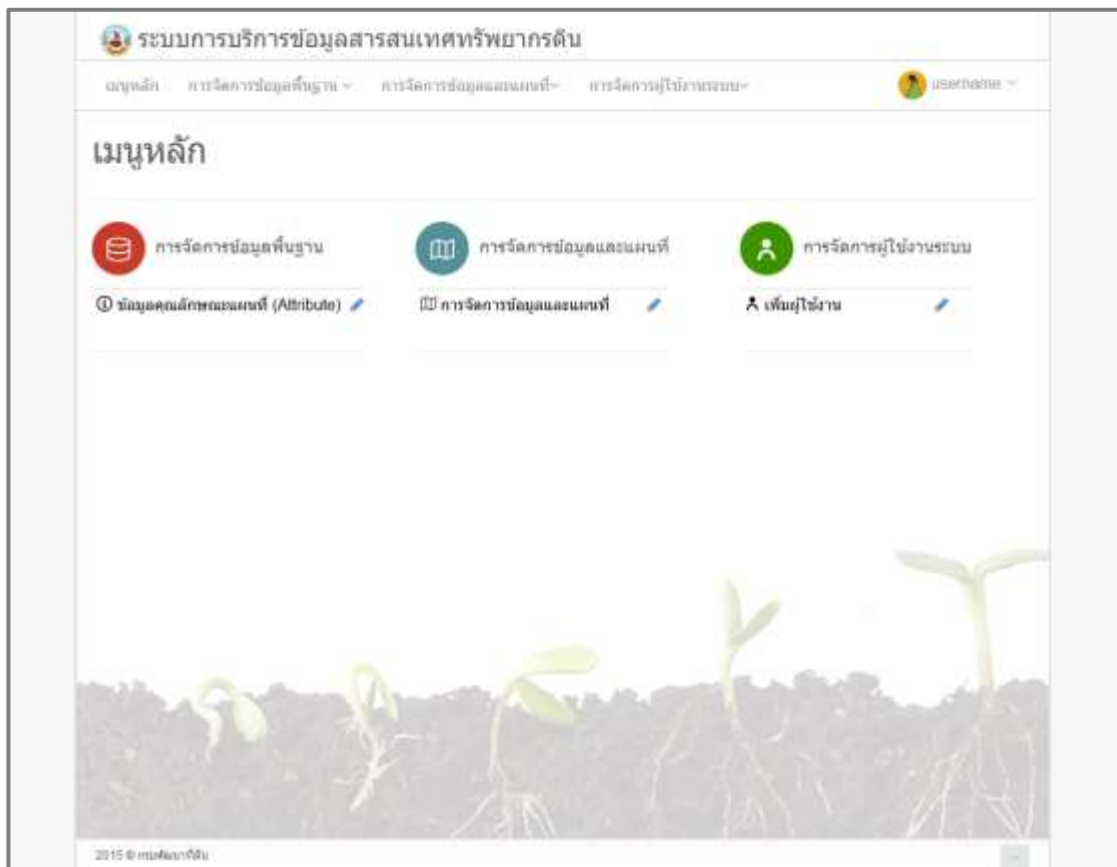 ระบบการบริการข้อมูลสารสนเทศทรัพยากรดิน
เมนูหลัก การจัดการข้อมูลพื้นฐาน การจัดการข้อมูลและแผนที่ การจัดการผู้ใช้งานระบบ username
เมนูหลัก
การจัดการข้อมูลพื้นฐาน การจัดการข้อมูลและแผนที่ การจัดการผู้ใช้งานระบบ
ข้อมูลคุณลักษณะแผนที่ (Attribute) การจัดการข้อมูลและแผนที่ เพิ่มผู้ใช้งาน
2015 © กรมพัฒนาที่ดิน